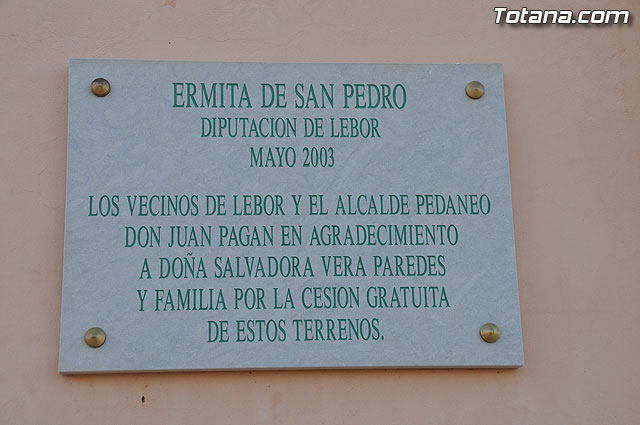 Totana.com
ERMITA DE SAN PEDRO
DIPUTACION DE LEBOR
MAYO 2003
LOS VECINOS DE LEBOR Y EL ALCALDE PEDANEO
DON JUAN PAGAN EN AGRADECIMIENTO
A DOÑA SALVADORA VERA PAREDES
Y FAMILIA POR LA CESION GRATUITA
DE ESTOS TERRENOS.